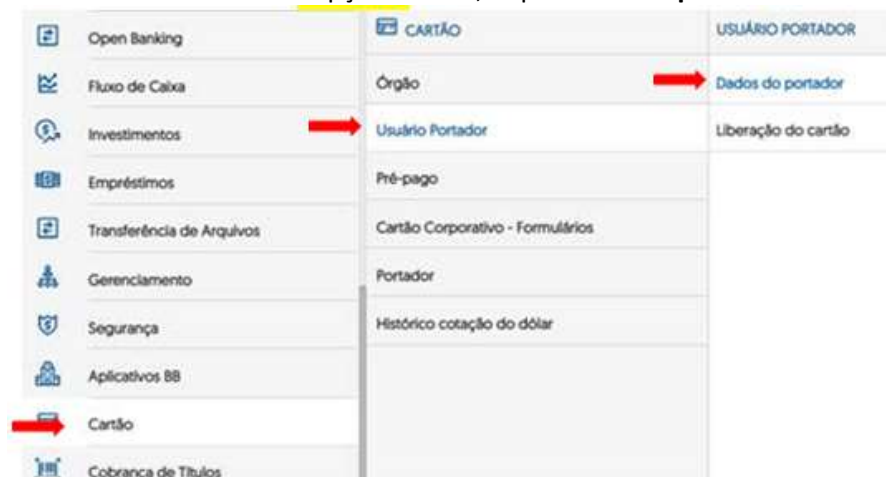 Open Banking
Fluxo de Caixa
Investimentos
Empréstimos
Transferência de Arquivos
Gerenciamento
Segurança
Aplicativos BB
Cartão
Cobrança de Títulos
CARTÃO
Órgão
Usuário Portador
Pré-pago
Cartão Corporativo - Formulários
Portador
Histórico cotação do dólar
USUÁRIO PORTADOR
Dados do portador
Liberação do cartão